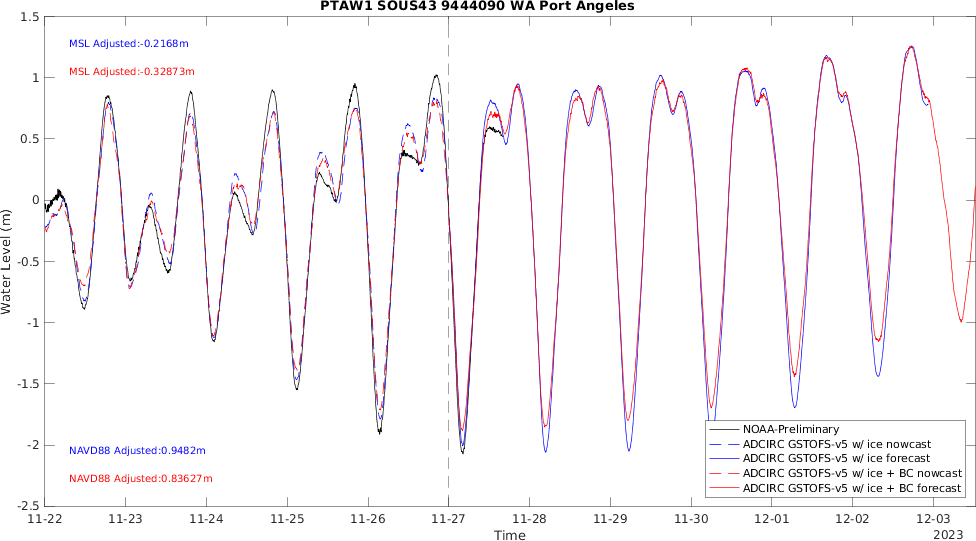 PTAW1 SOUS43 9444090 WA Port Angeles
1.5
1
0.5
0
-0.5
-1
-1.5
-2
-2.5
Water Level (m)
MSL Adjusted:-0.2168m
MSL Adjusted:-0.32873m
NAVD88 Adjusted:0.9482m
NAVD88 Adjusted:0.83627m
NOAA-Preliminary
ADCIRC GSTOFS-v5 w/ ice nowcast
ADCIRC GSTOFS-v5 w/ ice forecast
ADCIRC GSTOFS-v5 w/ ice + BC nowcast
ADCIRC GSTOFS-v5 w/ ice + BC forecast
11-22 11-23 11-24 11-25 11-26 11-27 11-28 11-29 11-30 12-01 12-02 12-03
Time
2023